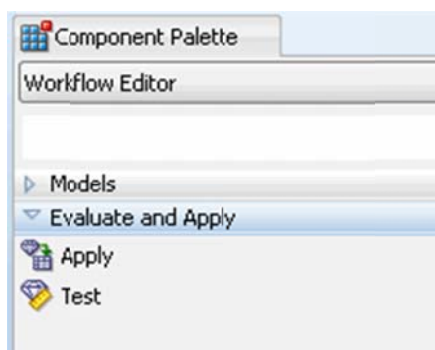 Component Palette
Workflow Editor
Models
Evaluate and Apply
Apply
Test